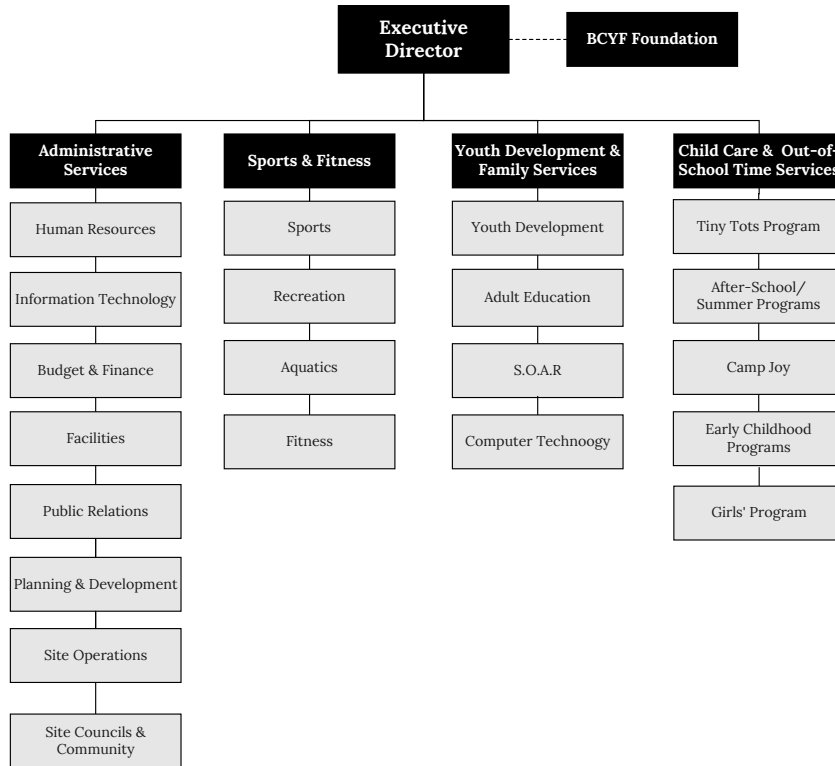 Executive
Director
BCYF Foundation
Administrative
Services
Sports & Fitness
Youth Development &
Family Services
Child Care & Out-of-
School Time Services
Human Resources
Information Technology
Budget & Finance
Facilities
Public Relations
Planning & Development
Site Operations
Site Councils &
Community
Sports
Recreation
Aquatics
Fitness
Youth Development
Adult Education
S.O.A.R
Computer Technoogy
Tiny Tots Program
After-School/
Summer Programs
Camp Joy
Early Childhood
Programs
Girls' Program